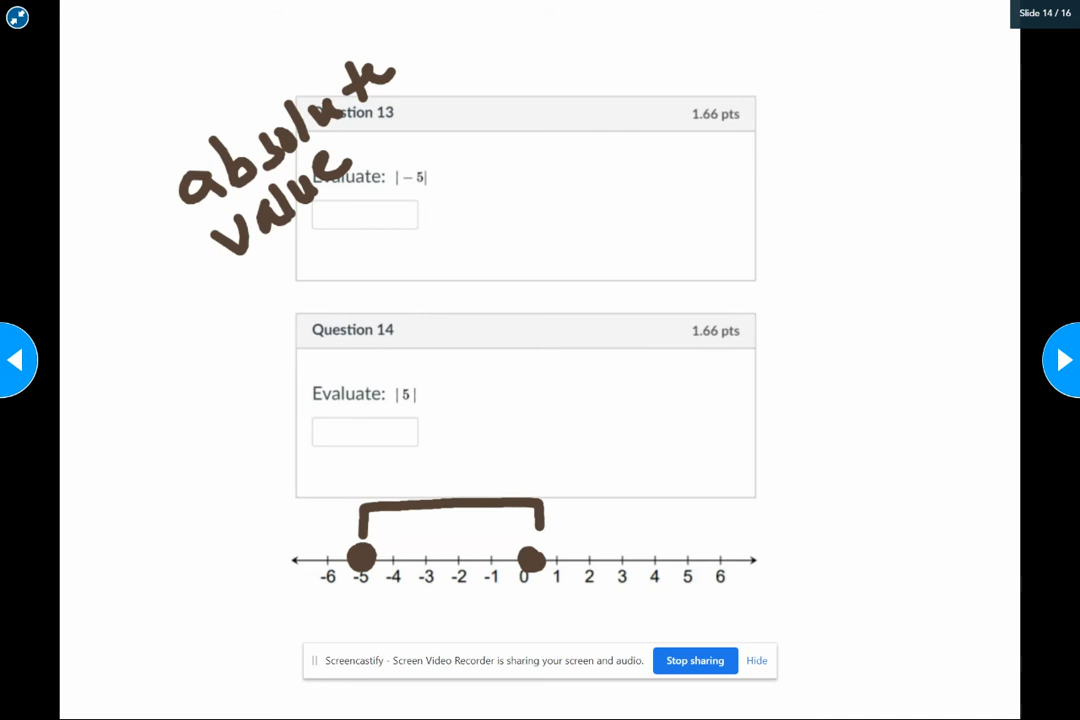 Slide 14 / 16
absolute
value
Question 13 1.66 pts
Evaluate: | − 5|
Question 14 1.66 pts
Evaluate: | 5 |
-6 -5 -4 -3 -2 -1 0 1 2 3 4 5 6
Screencastify - Screen Video Recorder is sharing your screen and audio. Stop sharing Hide